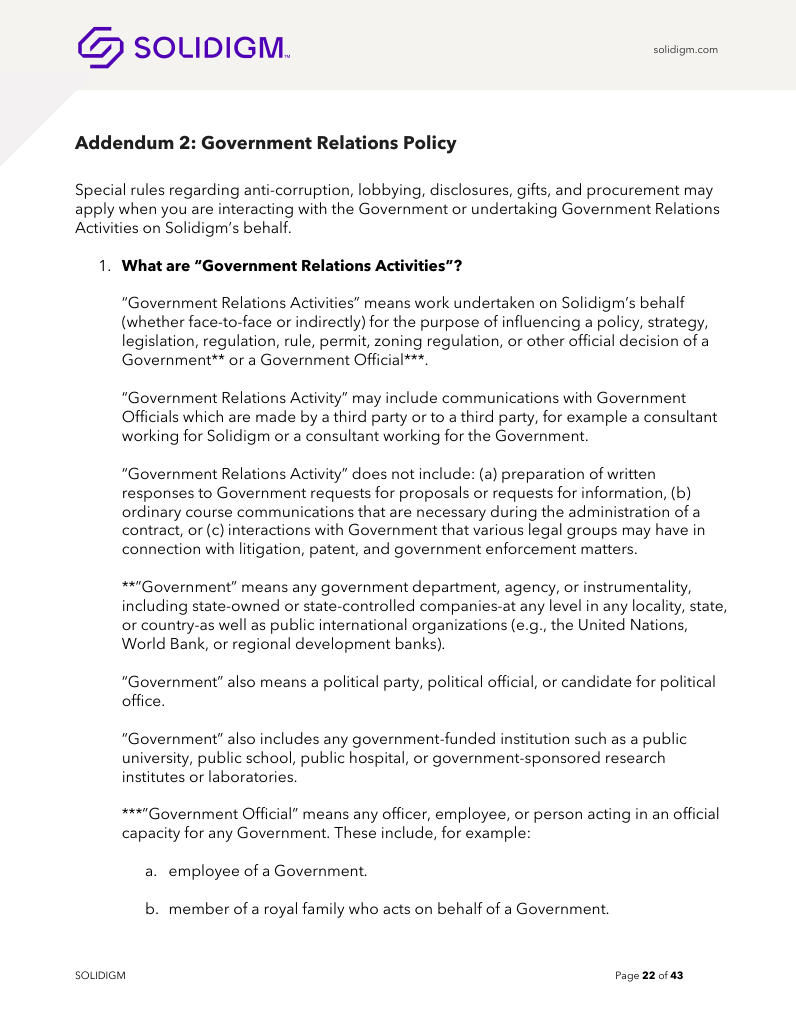 SOLIDIGM™
solidigm.com
Addendum 2: Government Relations Policy
Special rules regarding anti-corruption, lobbying, disclosures, gifts, and procurement may
apply when you are interacting with the Government or undertaking Government Relations
Activities on Solidigm’s behalf.
1. What are “Government Relations Activities”?
“Government Relations Activities” means work undertaken on Solidigm’s behalf
(whether face-to-face or indirectly) for the purpose of influencing a policy, strategy,
legislation, regulation, rule, permit, zoning regulation, or other official decision of a
Government** or a Government Official***.
“Government Relations Activity” may include communications with Government
Officials which are made by a third party or to a third party, for example a consultant
working for Solidigm or a consultant working for the Government.
“Government Relations Activity” does not include: (a) preparation of written
responses to Government requests for proposals or requests for information, (b)
ordinary course communications that are necessary during the administration of a
contract, or (c) interactions with Government that various legal groups may have in
connection with litigation, patent, and government enforcement matters.
**“Government” means any government department, agency, or instrumentality,
including state-owned or state-controlled companies-at any level in any locality, state,
or country-as well as public international organizations (e.g., the United Nations,
World Bank, or regional development banks).
“Government” also means a political party, political official, or candidate for political
office.
“Government” also includes any government-funded institution such as a public
university, public school, public hospital, or government-sponsored research
institutes or laboratories.
***“Government Official” means any officer, employee, or person acting in an official
capacity for any Government. These include, for example:
a. employee of a Government.
b. member of a royal family who acts on behalf of a Government.
SOLIDIGM
Page 22 of 43